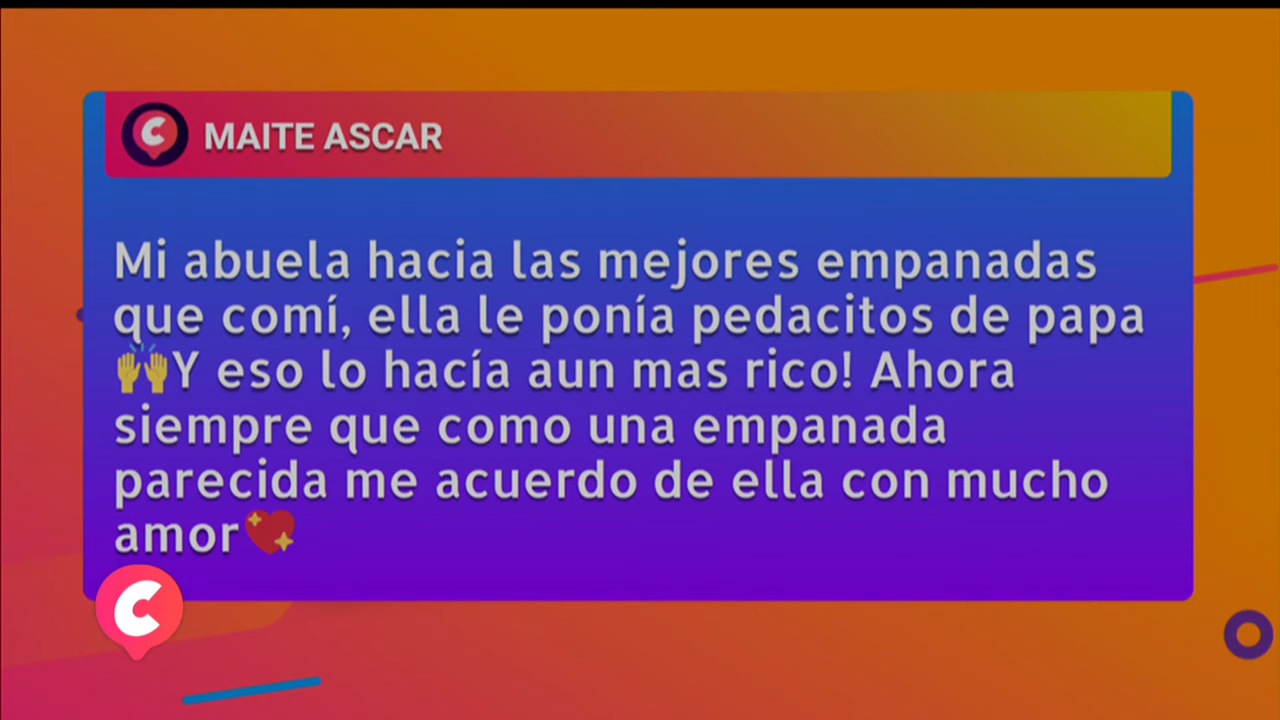 MAITE ASCAR
Mi abuela hacia las mejores empanadas
que comí, ella le ponía pedacitos de papa
🙌Y eso lo hacía aun mas rico! Ahora
siempre que como una empanada
parecida me acuerdo de ella con mucho
amor💖